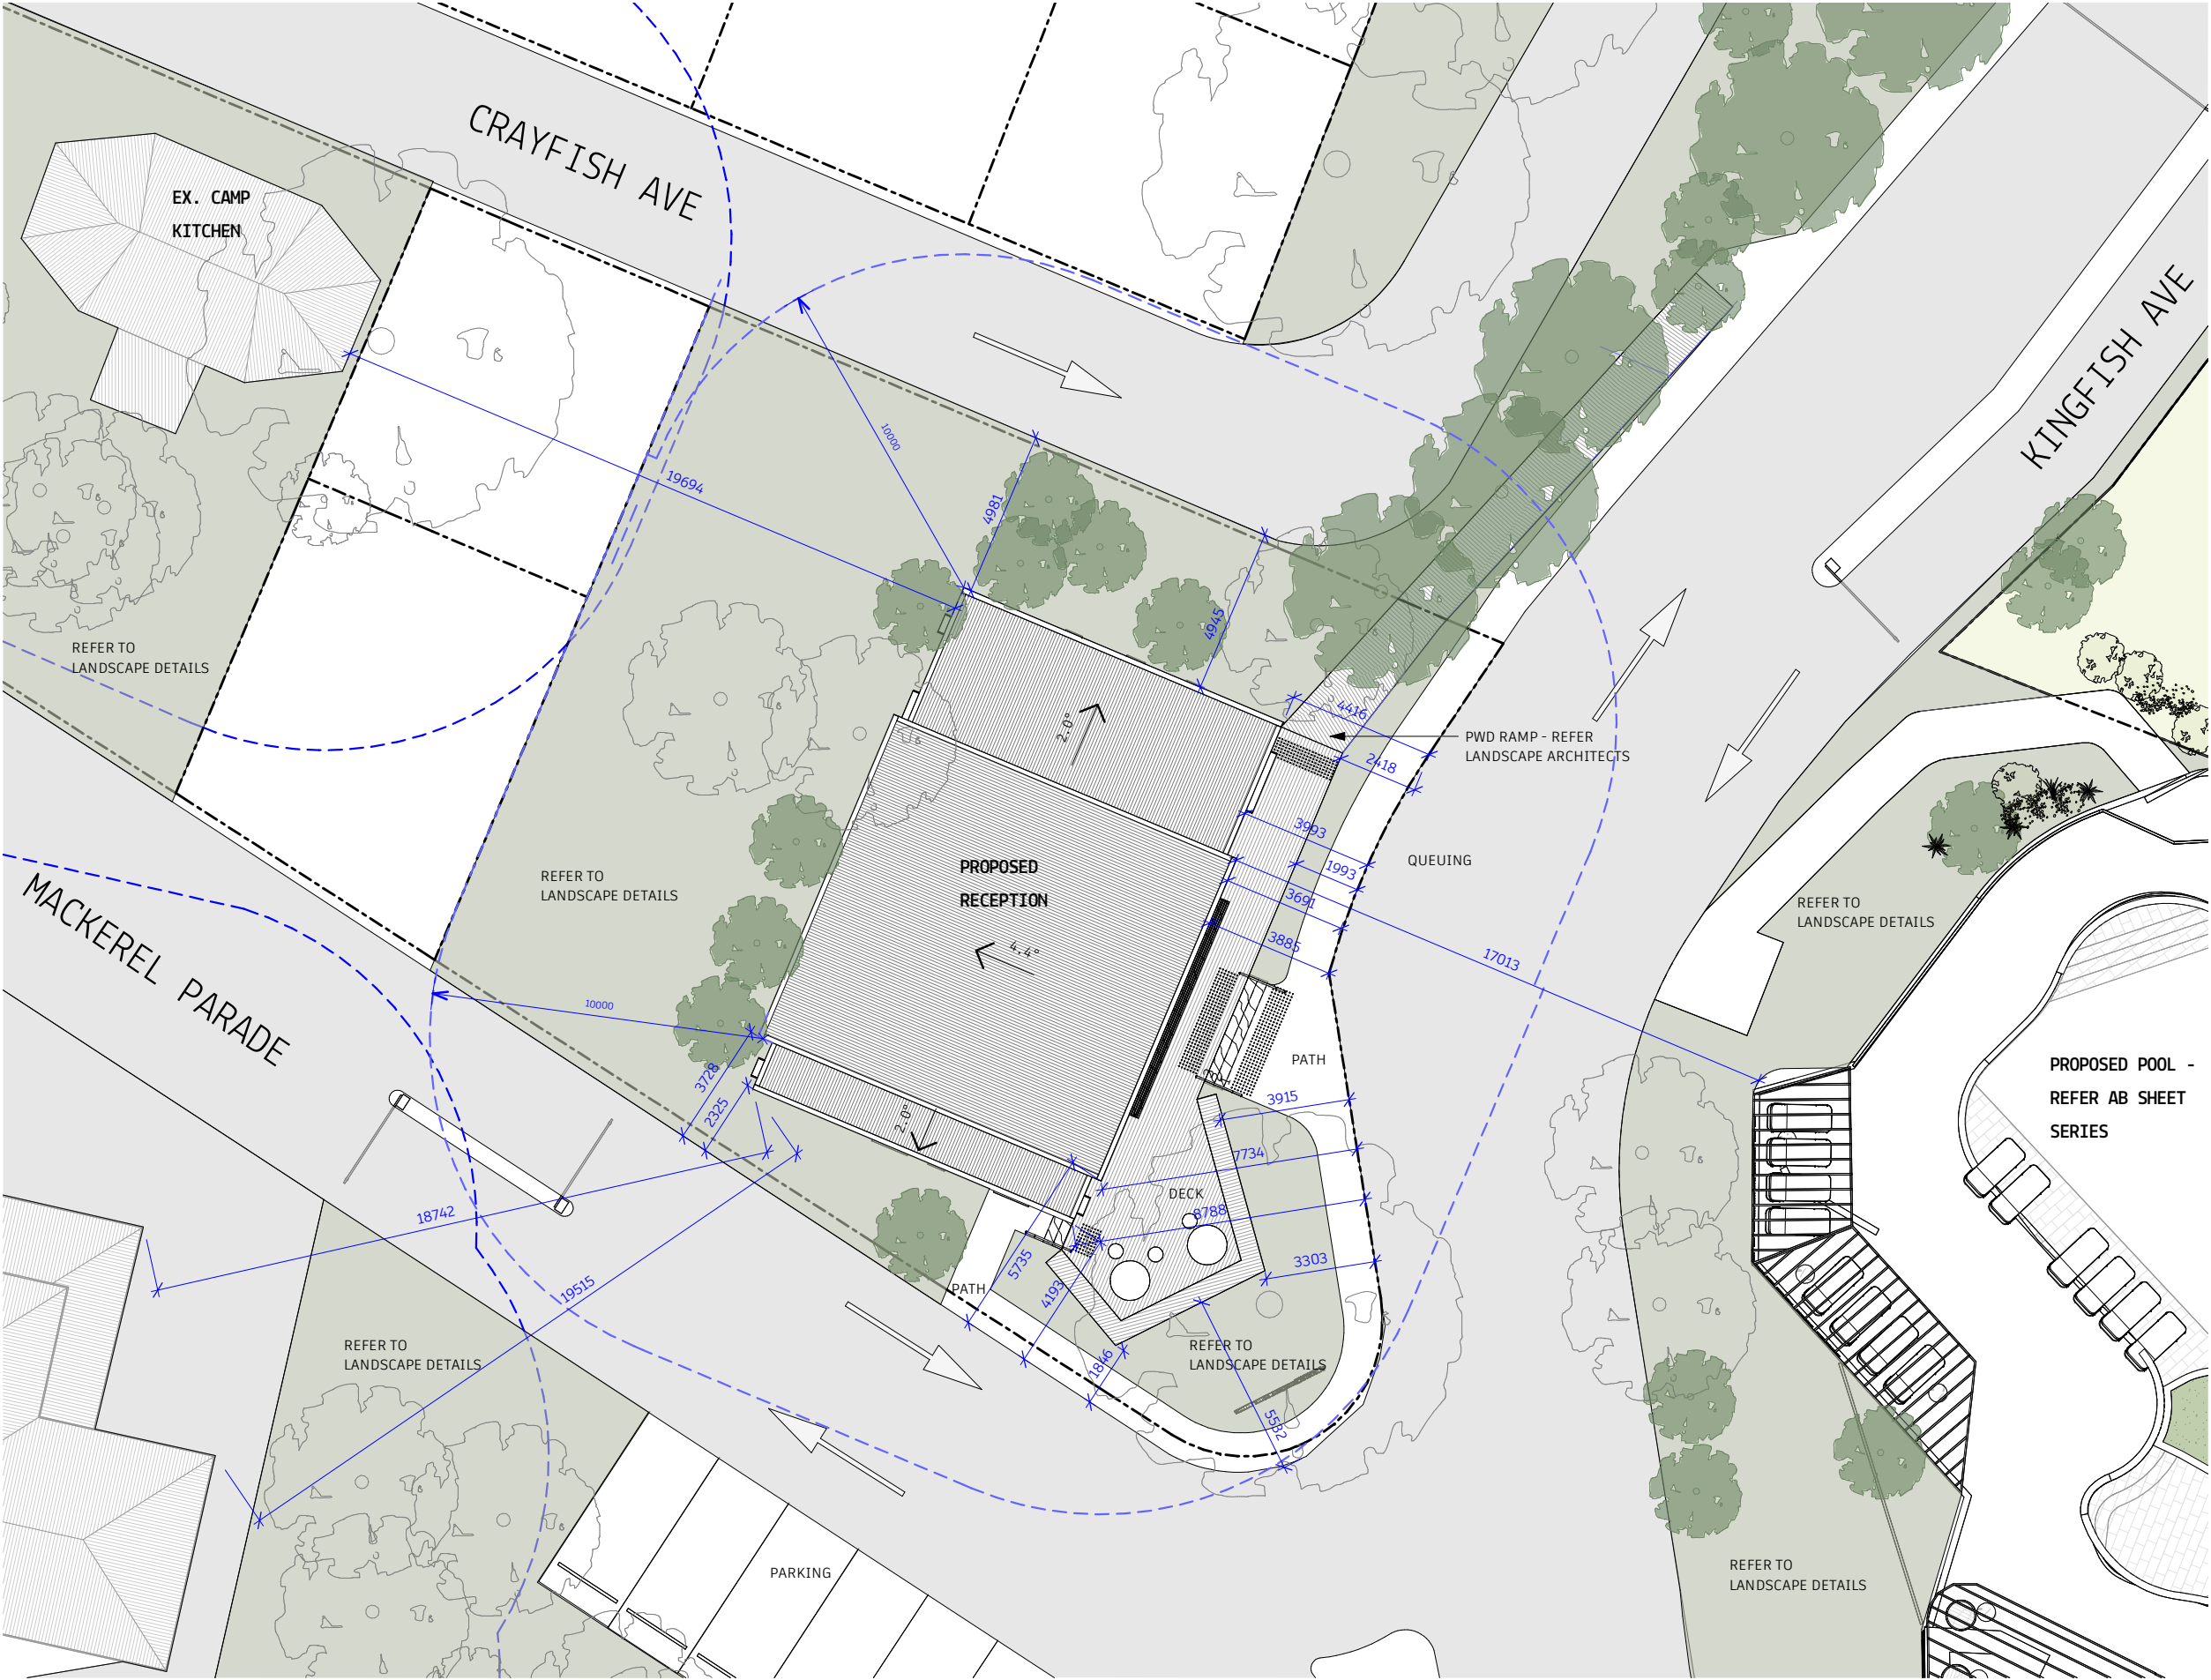 CRAYFISH AVE
EX. CAMP
KITCHEN
KINGFISH AVE
10000
19694
4981
4945
REFER TO
LANDSCAPE DETAILS
2.0°
4416
PWD RAMP - REFER
LANDSCAPE ARCHITECTS
2418
3993
1993
QUEUING
3691
3885
17013
PROPOSED
RECEPTION
REFER TO
LANDSCAPE DETAILS
4.4°
REFER TO
LANDSCAPE DETAILS
MACKEREL PARADE
10000
PATH
PROPOSED POOL -
REFER AB SHEET
SERIES
3728
2325
2.0°
3915
7734
DECK
8788
18742
19515
5735
4193
3303
PATH
1846
REFER TO
LANDSCAPE DETAILS
REFER TO
LANDSCAPE DETAILS
5532
PARKING
REFER TO
LANDSCAPE DETAILS